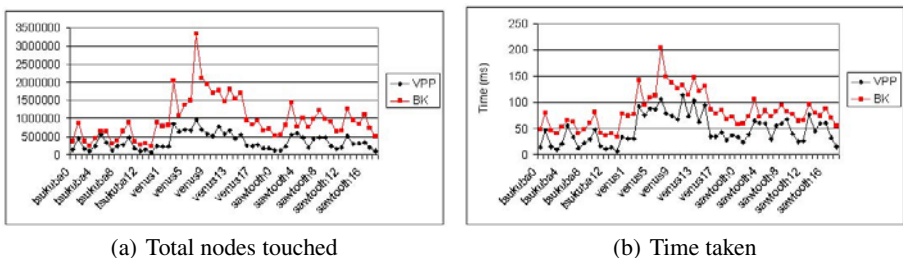 3500000
3000000
2500000
2000000
1500000
1000000
500000
0
tsukuba0
tsukuba4
tsukuba8
tsukuba12
venus1
venus5
venus9
venus13
venus17
sawtooth0
sawtooth4
sawtooth8
sawtooth12
sawtooth16
VPP
BK
(a) Total nodes touched
Time (ms)
250
200
150
100
50
0
tsukuba0
tsukuba4
tsukuba8
tsukuba12
venus1
venus5
venus9
venus13
venus17
sawtooth0
sawtooth4
sawtooth8
sawtooth12
sawtooth16
VPP
BK
(b) Time taken